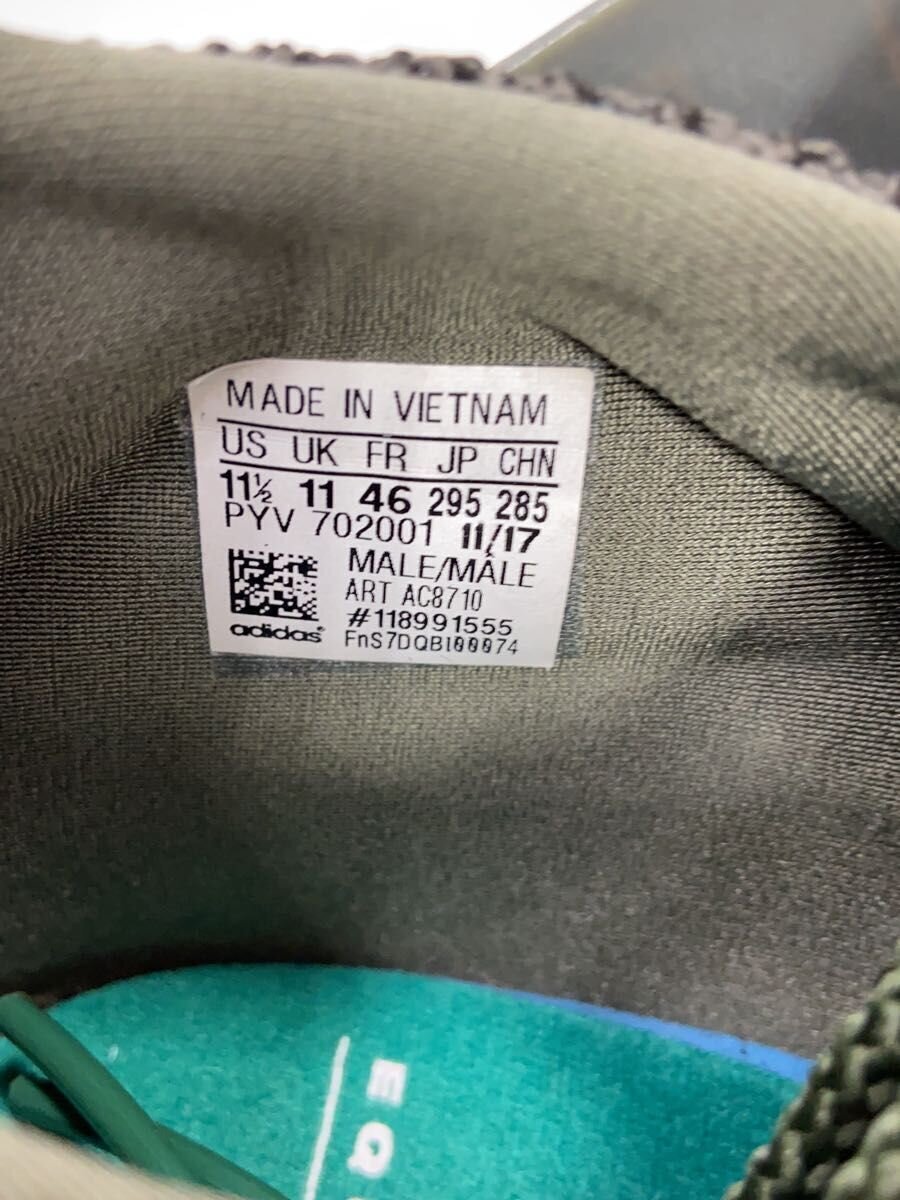 MADE IN VIETNAM
US UK FR JP CHN
11½ 11 46 295 285
PYV 702001 11/17
MALE/MÂLE
ART AC8710
#118991555
adidas
FnS7DQBI00074
EQ